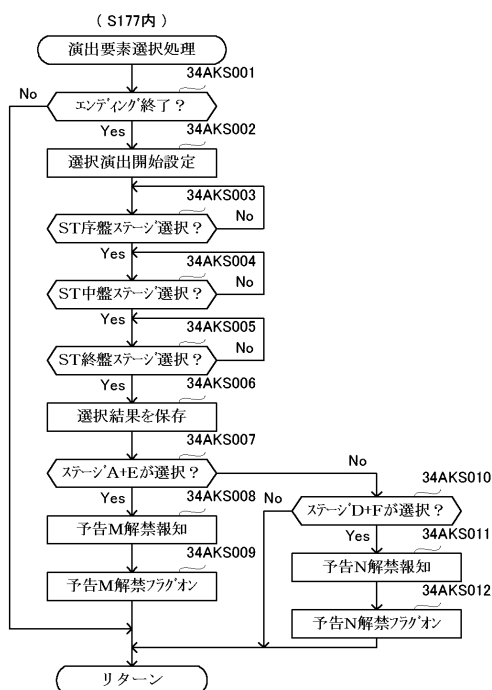 ( S177内 )
演出要素選択処理
34AKS001
No
エンディング終了？
Yes
34AKS002
選択演出開始設定
34AKS003
No
ST序盤ステージ選択？
Yes
34AKS004
No
ST中盤ステージ選択？
Yes
34AKS005
No
ST終盤ステージ選択？
Yes
34AKS006
選択結果を保存
34AKS007
No
ステージA+Eが選択？
Yes
34AKS008
予告M解禁報知
34AKS009
予告M解禁フラグオン
34AKS010
No
ステージD+Fが選択？
Yes
34AKS011
予告N解禁報知
34AKS012
予告N解禁フラグオン
リターン